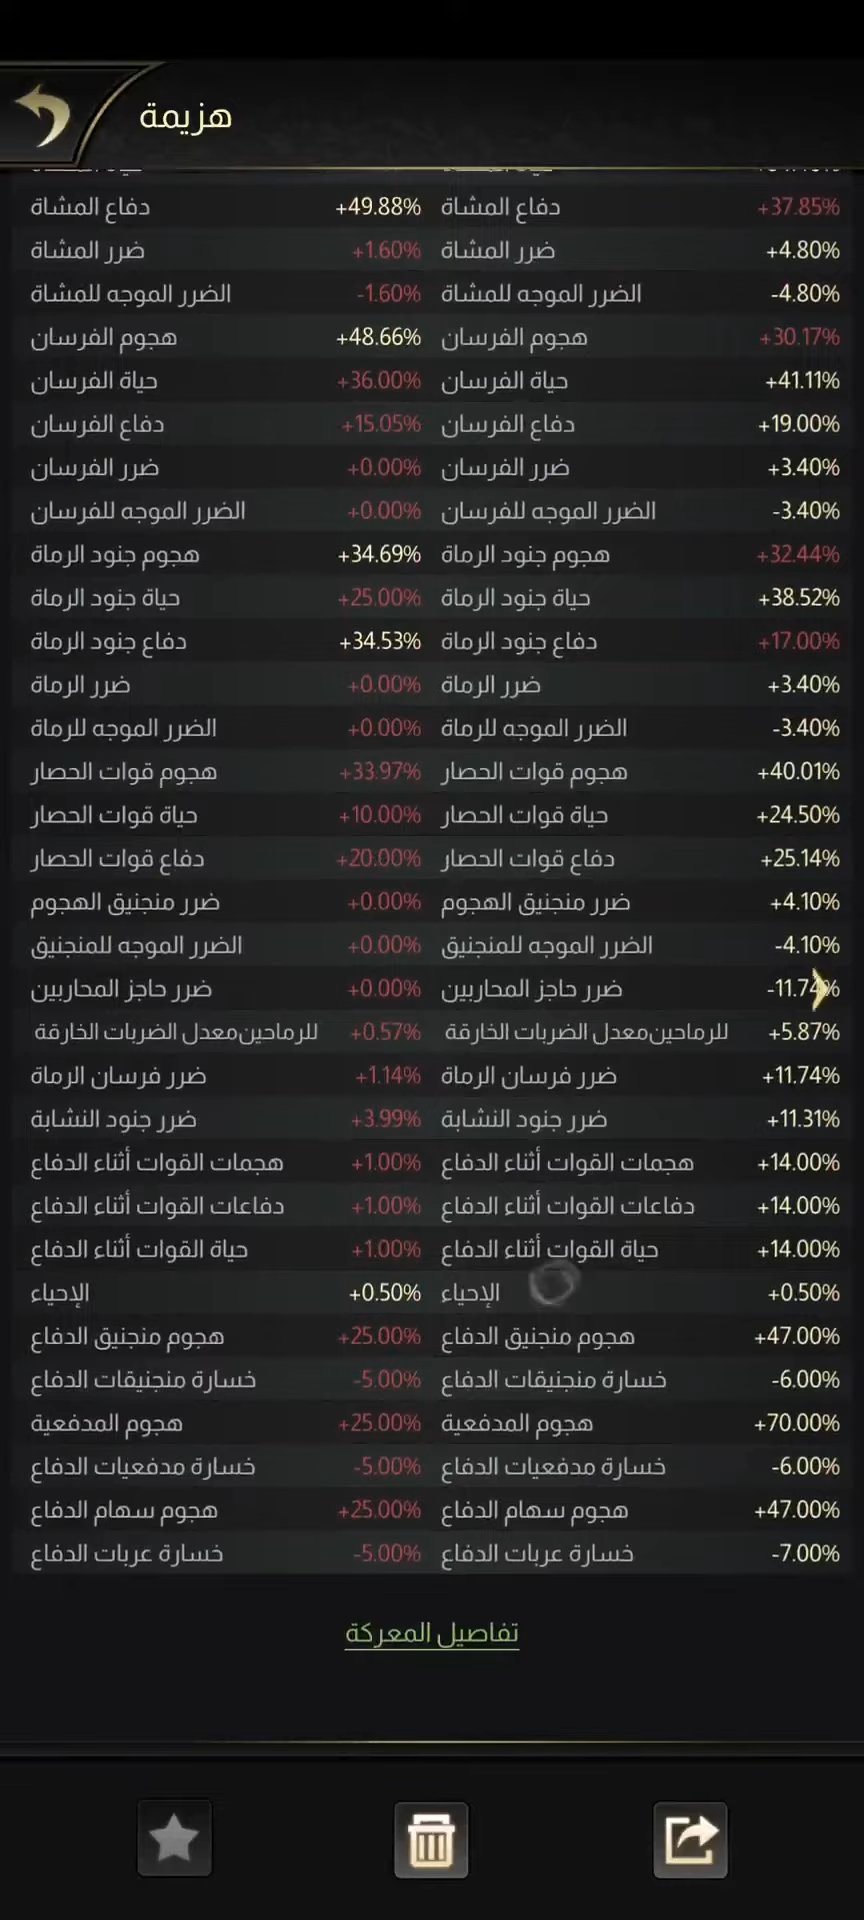 هزيمة
دفاع المشاة +49.88% دفاع المشاة +37.85%
ضرر المشاة +1.60% ضرر المشاة +4.80%
الضرر الموجه للمشاة -1.60% الضرر الموجه للمشاة -4.80%
هجوم الفرسان +48.66% هجوم الفرسان +30.17%
حياة الفرسان +36.00% حياة الفرسان +41.11%
دفاع الفرسان +15.05% دفاع الفرسان +19.00%
ضرر الفرسان +0.00% ضرر الفرسان +3.40%
الضرر الموجه للفرسان +0.00% الضرر الموجه للفرسان -3.40%
هجوم جنود الرماة +34.69% هجوم جنود الرماة +32.44%
حياة جنود الرماة +25.00% حياة جنود الرماة +38.52%
دفاع جنود الرماة +34.53% دفاع جنود الرماة +17.00%
ضرر الرماة +0.00% ضرر الرماة +3.40%
الضرر الموجه للرماة +0.00% الضرر الموجه للرماة -3.40%
هجوم قوات الحصار +33.97% هجوم قوات الحصار +40.01%
حياة قوات الحصار +10.00% حياة قوات الحصار +24.50%
دفاع قوات الحصار +20.00% دفاع قوات الحصار +25.14%
ضرر منجنيق الهجوم +0.00% ضرر منجنيق الهجوم +4.10%
الضرر الموجه للمنجنيق +0.00% الضرر الموجه للمنجنيق -4.10%
ضرر حاجز المحاربين +0.00% ضرر حاجز المحاربين -11.74%
للرماحين‌معدل الضربات الخارقة +0.57% للرماحين‌معدل الضربات الخارقة +5.87%
ضرر فرسان الرماة +1.14% ضرر فرسان الرماة +11.74%
ضرر جنود النشابة +3.99% ضرر جنود النشابة +11.31%
هجمات القوات أثناء الدفاع +1.00% هجمات القوات أثناء الدفاع +14.00%
دفاعات القوات أثناء الدفاع +1.00% دفاعات القوات أثناء الدفاع +14.00%
حياة القوات أثناء الدفاع +1.00% حياة القوات أثناء الدفاع +14.00%
الإحياء +0.50% الإحياء +0.50%
هجوم منجنيق الدفاع +25.00% هجوم منجنيق الدفاع +47.00%
خسارة منجنيقات الدفاع -5.00% خسارة منجنيقات الدفاع -6.00%
هجوم المدفعية +25.00% هجوم المدفعية +70.00%
خسارة مدفعيات الدفاع -5.00% خسارة مدفعيات الدفاع -6.00%
هجوم سهام الدفاع +25.00% هجوم سهام الدفاع +47.00%
خسارة عربات الدفاع -5.00% خسارة عربات الدفاع -7.00%
تفاصيل المعركة